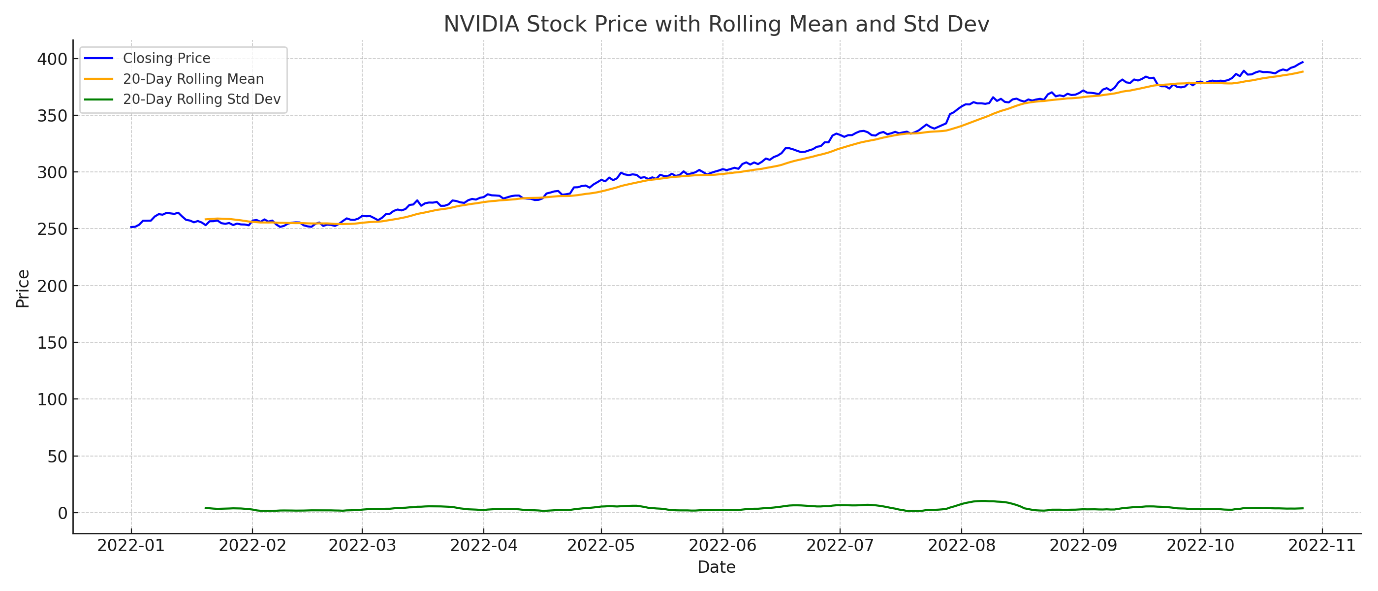 NVIDIA Stock Price with Rolling Mean and Std Dev
Closing Price
20-Day Rolling Mean
20-Day Rolling Std Dev
400
350
300
250
200
150
100
50
0
Price
2022-01 2022-02 2022-03 2022-04 2022-05 2022-06 2022-07 2022-08 2022-09 2022-10 2022-11
Date